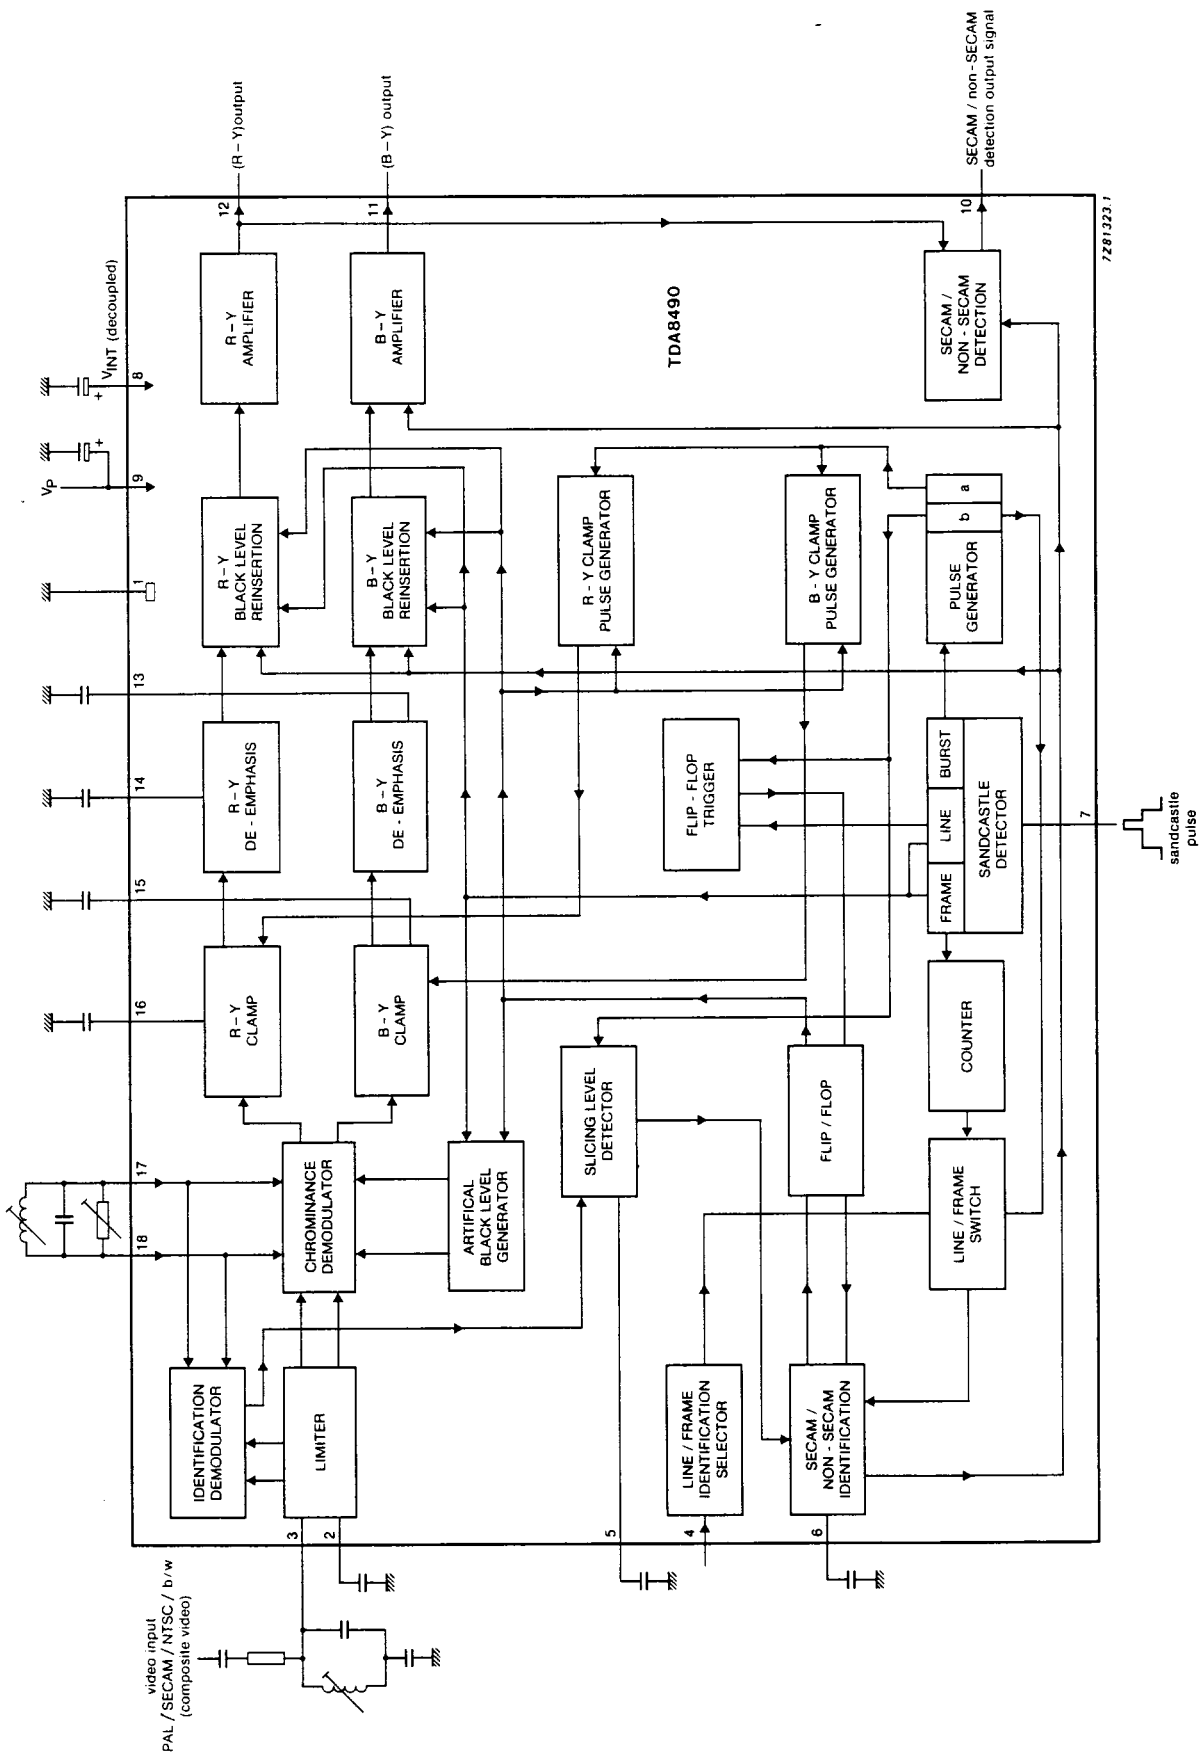 video input
PAL / SECAM / NTSC / b/w
(composite video)
3
2
5
4
6
18
17
16
15
14
13
1
9
VP
8
VINT (decoupled)
+
+
12
(R–Y)output
11
(B–Y) output
10
SECAM / non-SECAM
detection output signal
7
sandcastle
pulse
IDENTIFICATION
DEMODULATOR
LIMITER
CHROMINANCE
DEMODULATOR
ARTIFICAL
BLACK LEVEL
GENERATOR
R–Y
CLAMP
B–Y
CLAMP
R–Y
DE - EMPHASIS
B–Y
DE - EMPHASIS
R–Y
BLACK LEVEL
REINSERTION
B–Y
BLACK LEVEL
REINSERTION
R–Y
AMPLIFIER
B–Y
AMPLIFIER
SLICING LEVEL
DETECTOR
R–Y CLAMP
PULSE GENERATOR
TDA8490
LINE / FRAME
IDENTIFICATION
SELECTOR
FLIP - FLOP
TRIGGER
SECAM /
NON - SECAM
IDENTIFICATION
FLIP / FLOP
B–Y CLAMP
PULSE GENERATOR
LINE / FRAME
SWITCH
COUNTER
FRAME
LINE
BURST
SANDCASTLE
DETECTOR
PULSE
GENERATOR
b
a
SECAM /
NON - SECAM
DETECTION
7Z81323.1